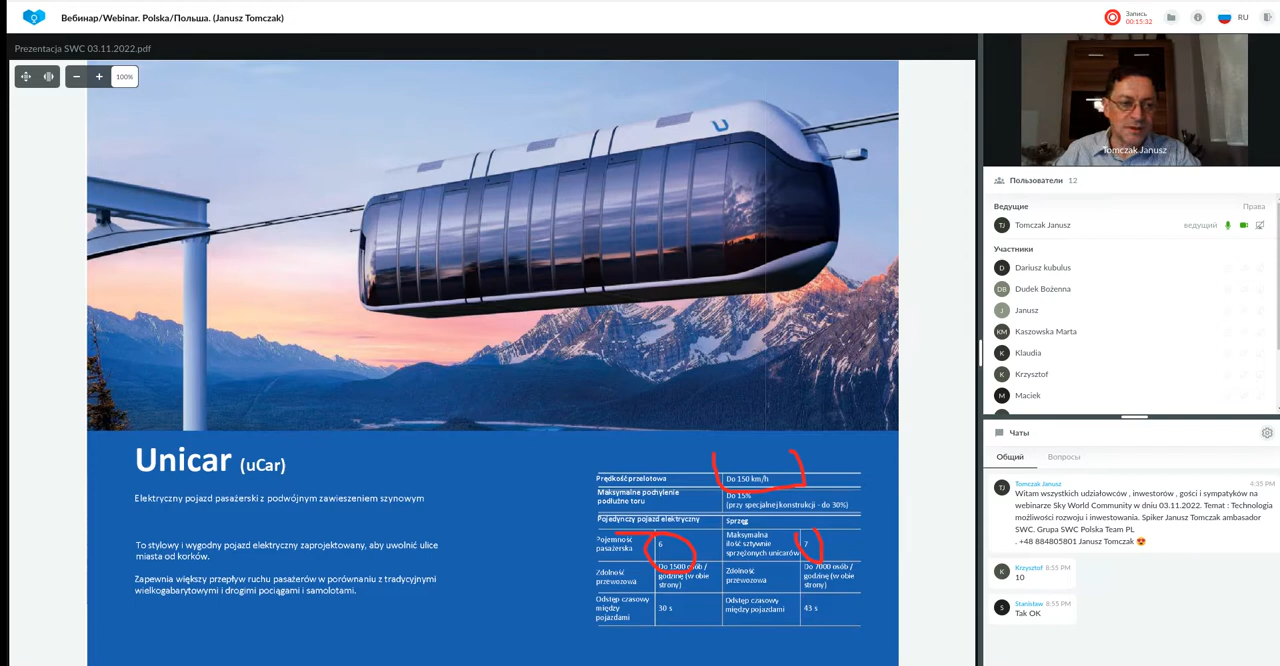 Вебинар/Webinar. Polska/Польша. (Janusz Tomczak)
Запись
00:15:32
RU
Prezentacja SWC 03.11.2022.pdf
100%
Tomczak Janusz
Пользователи 12
Ведущие
Права
TJ Tomczak Janusz ведущий
Участники
D Dariusz kubulus
DB Dudek Bożenna
J Janusz
KM Kaszowska Marta
K Klaudia
K Krzysztof
M Maciek
Чаты
Общий Вопросы
TJ Tomczak Janusz 4:35 PM
Witam wszystkich udziałowców , inwestorów , gości i sympatyków na
webinarze Sky World Community w dniu 03.11.2022. Temat : Technologia
możliwości rozwoju i inwestowania. Spiker Janusz Tomczak ambasador
SWC. Grupa SWC Polska Team PL
. +48 884805801 Janusz Tomczak 😍
K Krzysztof 8:55 PM
10
S Stanisław 8:55 PM
Tak OK
Unicar (uCar)
Elektryczny pojazd pasażerski z podwójnym zawieszeniem szynowym
To stylowy i wygodny pojazd elektryczny zaprojektowany, aby uwolnić ulice
miasta od korków.
Zapewnia większy przepływ ruchu pasażerów w porównaniu z tradycyjnymi
wielkogabarytowymi i drogimi pociągami i samolotami.
Prędkość przelotowa
Do 150 km/h
Maksymalne pochylenie
podłużne toru
Do 15%
(przy specjalnej konstrukcji - do 30%)
Pojedynczy pojazd elektryczny
Sprzęg
Pojemność
pasażerska
6
Maksymalna
ilość sztywnie
sprzężonych unicarów
7
Zdolność
przewozowa
Do 1500 osób /
godzinę (w obie
strony)
Zdolność
przewozowa
Do 7000 osób /
godzinę (w obie
strony)
Odstęp czasowy
między
pojazdami
30 s
Odstęp czasowy
między pojazdami
43 s